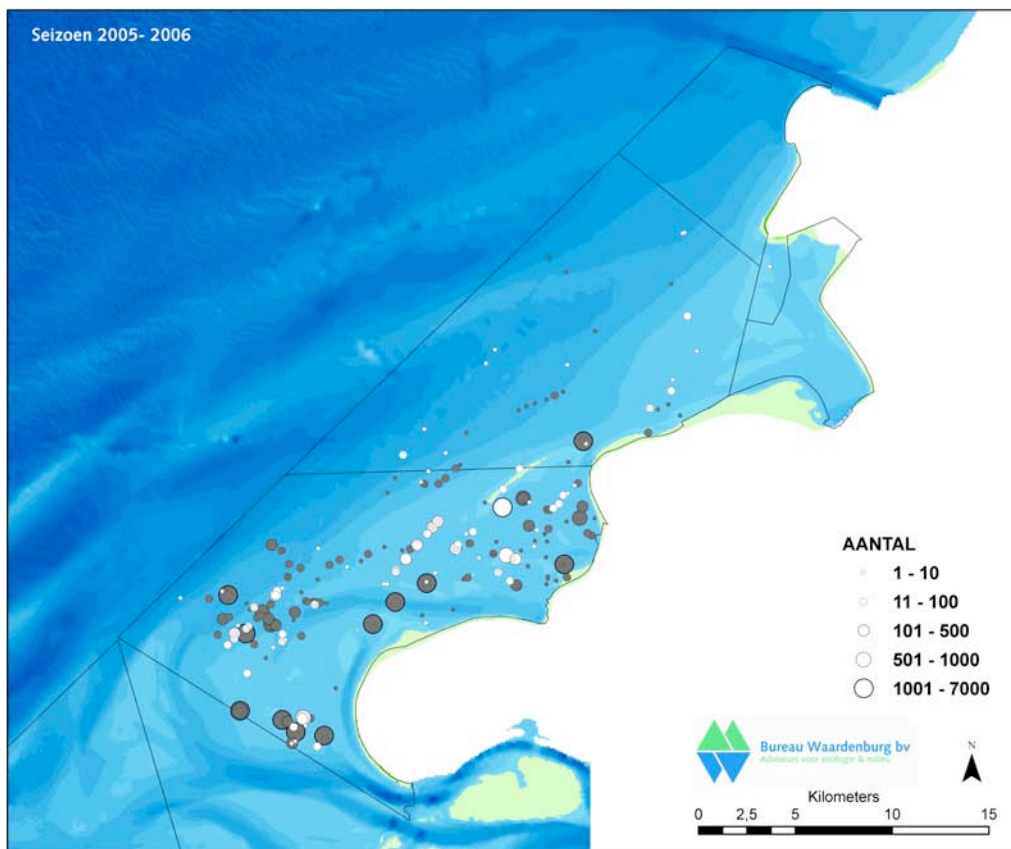 Seizoen 2005- 2006
AANTAL
1 - 10
11 - 100
101 - 500
501 - 1000
1001 - 7000
Bureau Waardenburg bv
Adviseurs voor ecologie & milieu
N
Kilometers
0 2,5 5 10 15